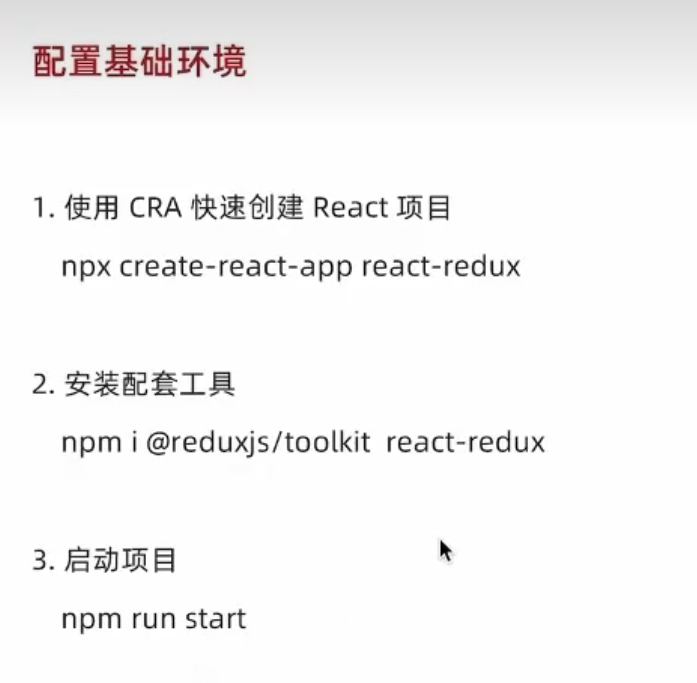 配置基础环境
1. 使用 CRA 快速创建 React 项目
npx create-react-app react-redux
2. 安装配套工具
npm i @reduxjs/toolkit  react-redux
3. 启动项目
npm run start